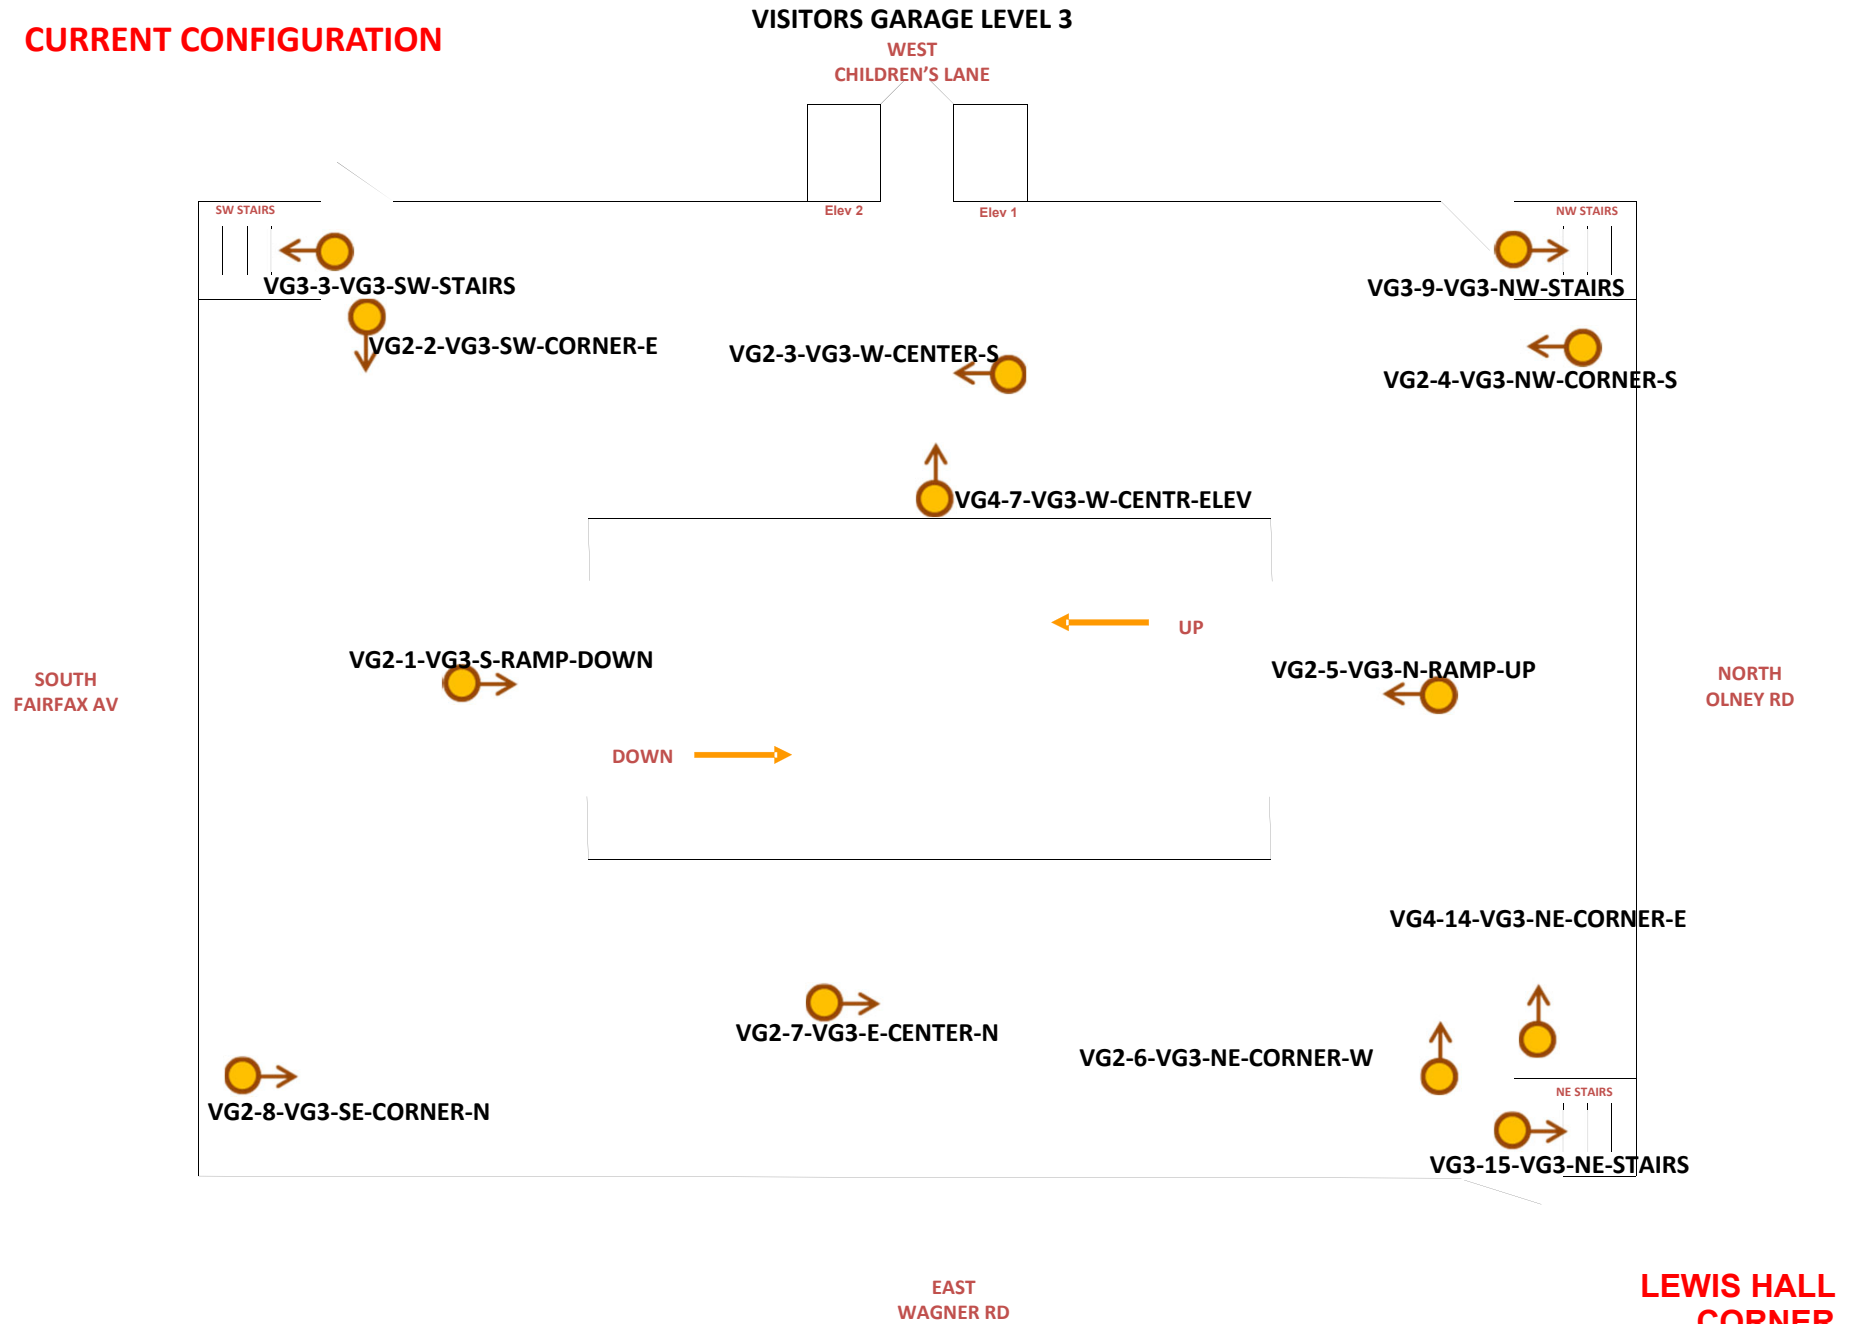 VISITORS GARAGE LEVEL 3
CURRENT CONFIGURATION
WEST
CHILDREN'S LANE
SW STAIRS
Elev 2
Elev 1
NW STAIRS
VG3-3-VG3-SW-STAIRS
VG3-9-VG3-NW-STAIRS
VG2-2-VG3-SW-CORNER-E
VG2-3-VG3-W-CENTER-S
VG2-4-VG3-NW-CORNER-S
VG4-7-VG3-W-CENTR-ELEV
UP
VG2-1-VG3-S-RAMP-DOWN
VG2-5-VG3-N-RAMP-UP
SOUTH
FAIRFAX AV
NORTH
OLNEY RD
DOWN
VG4-14-VG3-NE-CORNER-E
VG2-7-VG3-E-CENTER-N
VG2-6-VG3-NE-CORNER-W
NE STAIRS
VG2-8-VG3-SE-CORNER-N
VG3-15-VG3-NE-STAIRS
EAST
WAGNER RD
LEWIS HALL
CORNER